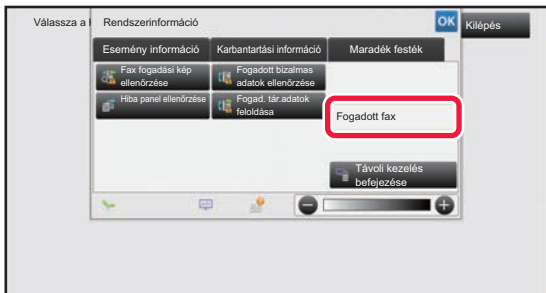 Válassza a
Rendszerinformáció
OK
Kilépés
Esemény információ
Karbantartási információ
Maradék festék
Fax fogadási kép
ellenőrzése
Fogadott bizalmas
adatok ellenőrzése
Hiba panel ellenőrzése
Fogad. tár.adatok
feloldása
Fogadott fax
Távoli kezelés
befejezése